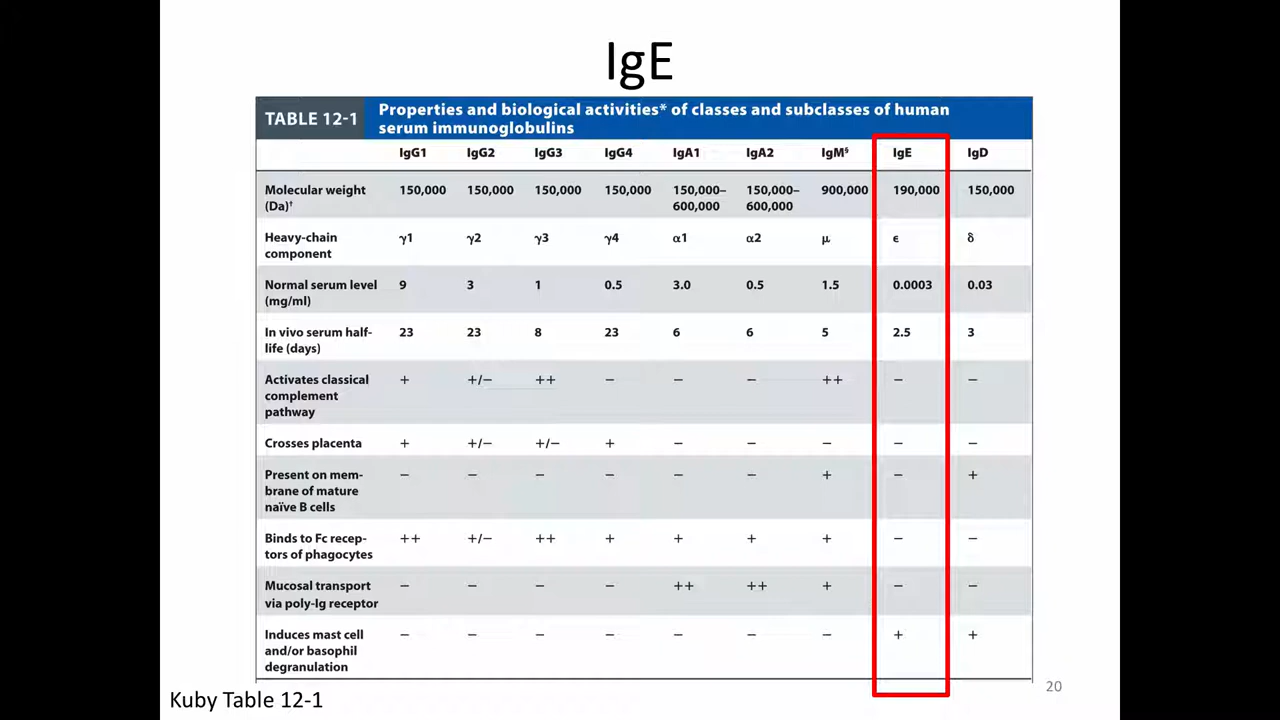 IgE
TABLE 12-1 Properties and biological activities* of classes and subclasses of human
serum immunoglobulins
IgG1 IgG2 IgG3 IgG4 IgA1 IgA2 IgM§ IgE IgD
Molecular weight 150,000 150,000 150,000 150,000 150,000– 150,000– 900,000 190,000 150,000
(Da)† 600,000 600,000
Heavy-chain γ1 γ2 γ3 γ4 α1 α2 μ ϵ δ
component
Normal serum level 9 3 1 0.5 3.0 0.5 1.5 0.0003 0.03
(mg/ml)
In vivo serum half- 23 23 8 23 6 6 5 2.5 3
life (days)
Activates classical + +/− ++ − − − ++ − −
complement
pathway
Crosses placenta + +/− +/− + − − − − −
Present on mem- − − − − − − + − +
brane of mature
naïve B cells
Binds to Fc recep- ++ +/− ++ + + + + − −
tors of phagocytes
Mucosal transport − − − − ++ ++ + − −
via poly-Ig receptor
Induces mast cell − − − − − − − + +
and/or basophil
degranulation
Kuby Table 12-1
20